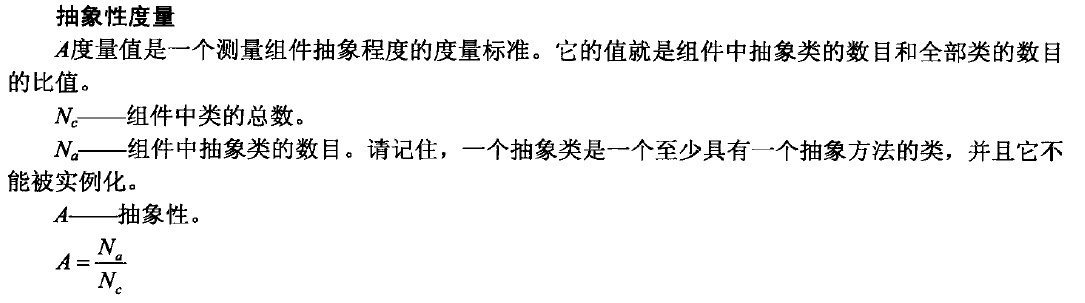 抽象性度量
A度量值是一个测量组件抽象程度的度量标准。它的值就是组件中抽象类的数目和全部类的数目
的比值。
N_c——组件中类的总数。
N_a——组件中抽象类的数目。请记住，一个抽象类是一个至少具有一个抽象方法的类，并且它不
能被实例化。
A——抽象性。
A = N_a / N_c